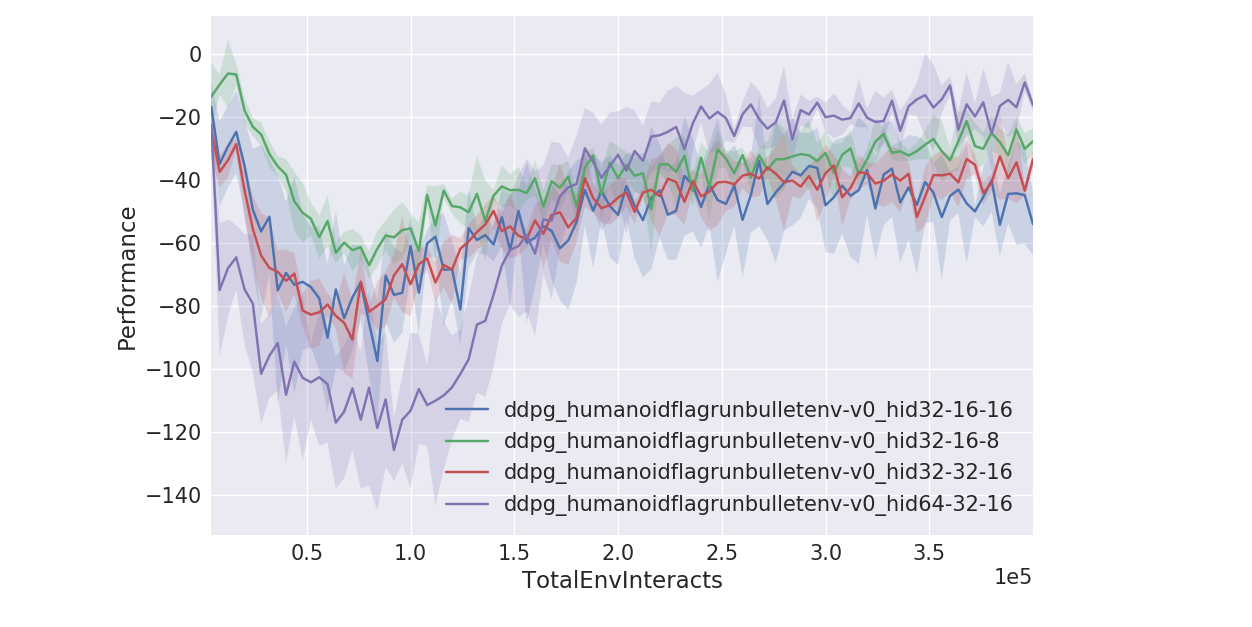 0
−20
−40
−60
−80
−100
−120
−140
Performance
ddpg_humanoidflagrunbulletenv-v0_hid32-16-16
ddpg_humanoidflagrunbulletenv-v0_hid32-16-8
ddpg_humanoidflagrunbulletenv-v0_hid32-32-16
ddpg_humanoidflagrunbulletenv-v0_hid64-32-16
0.5 1.0 1.5 2.0 2.5 3.0 3.5
TotalEnvInteracts
1e5